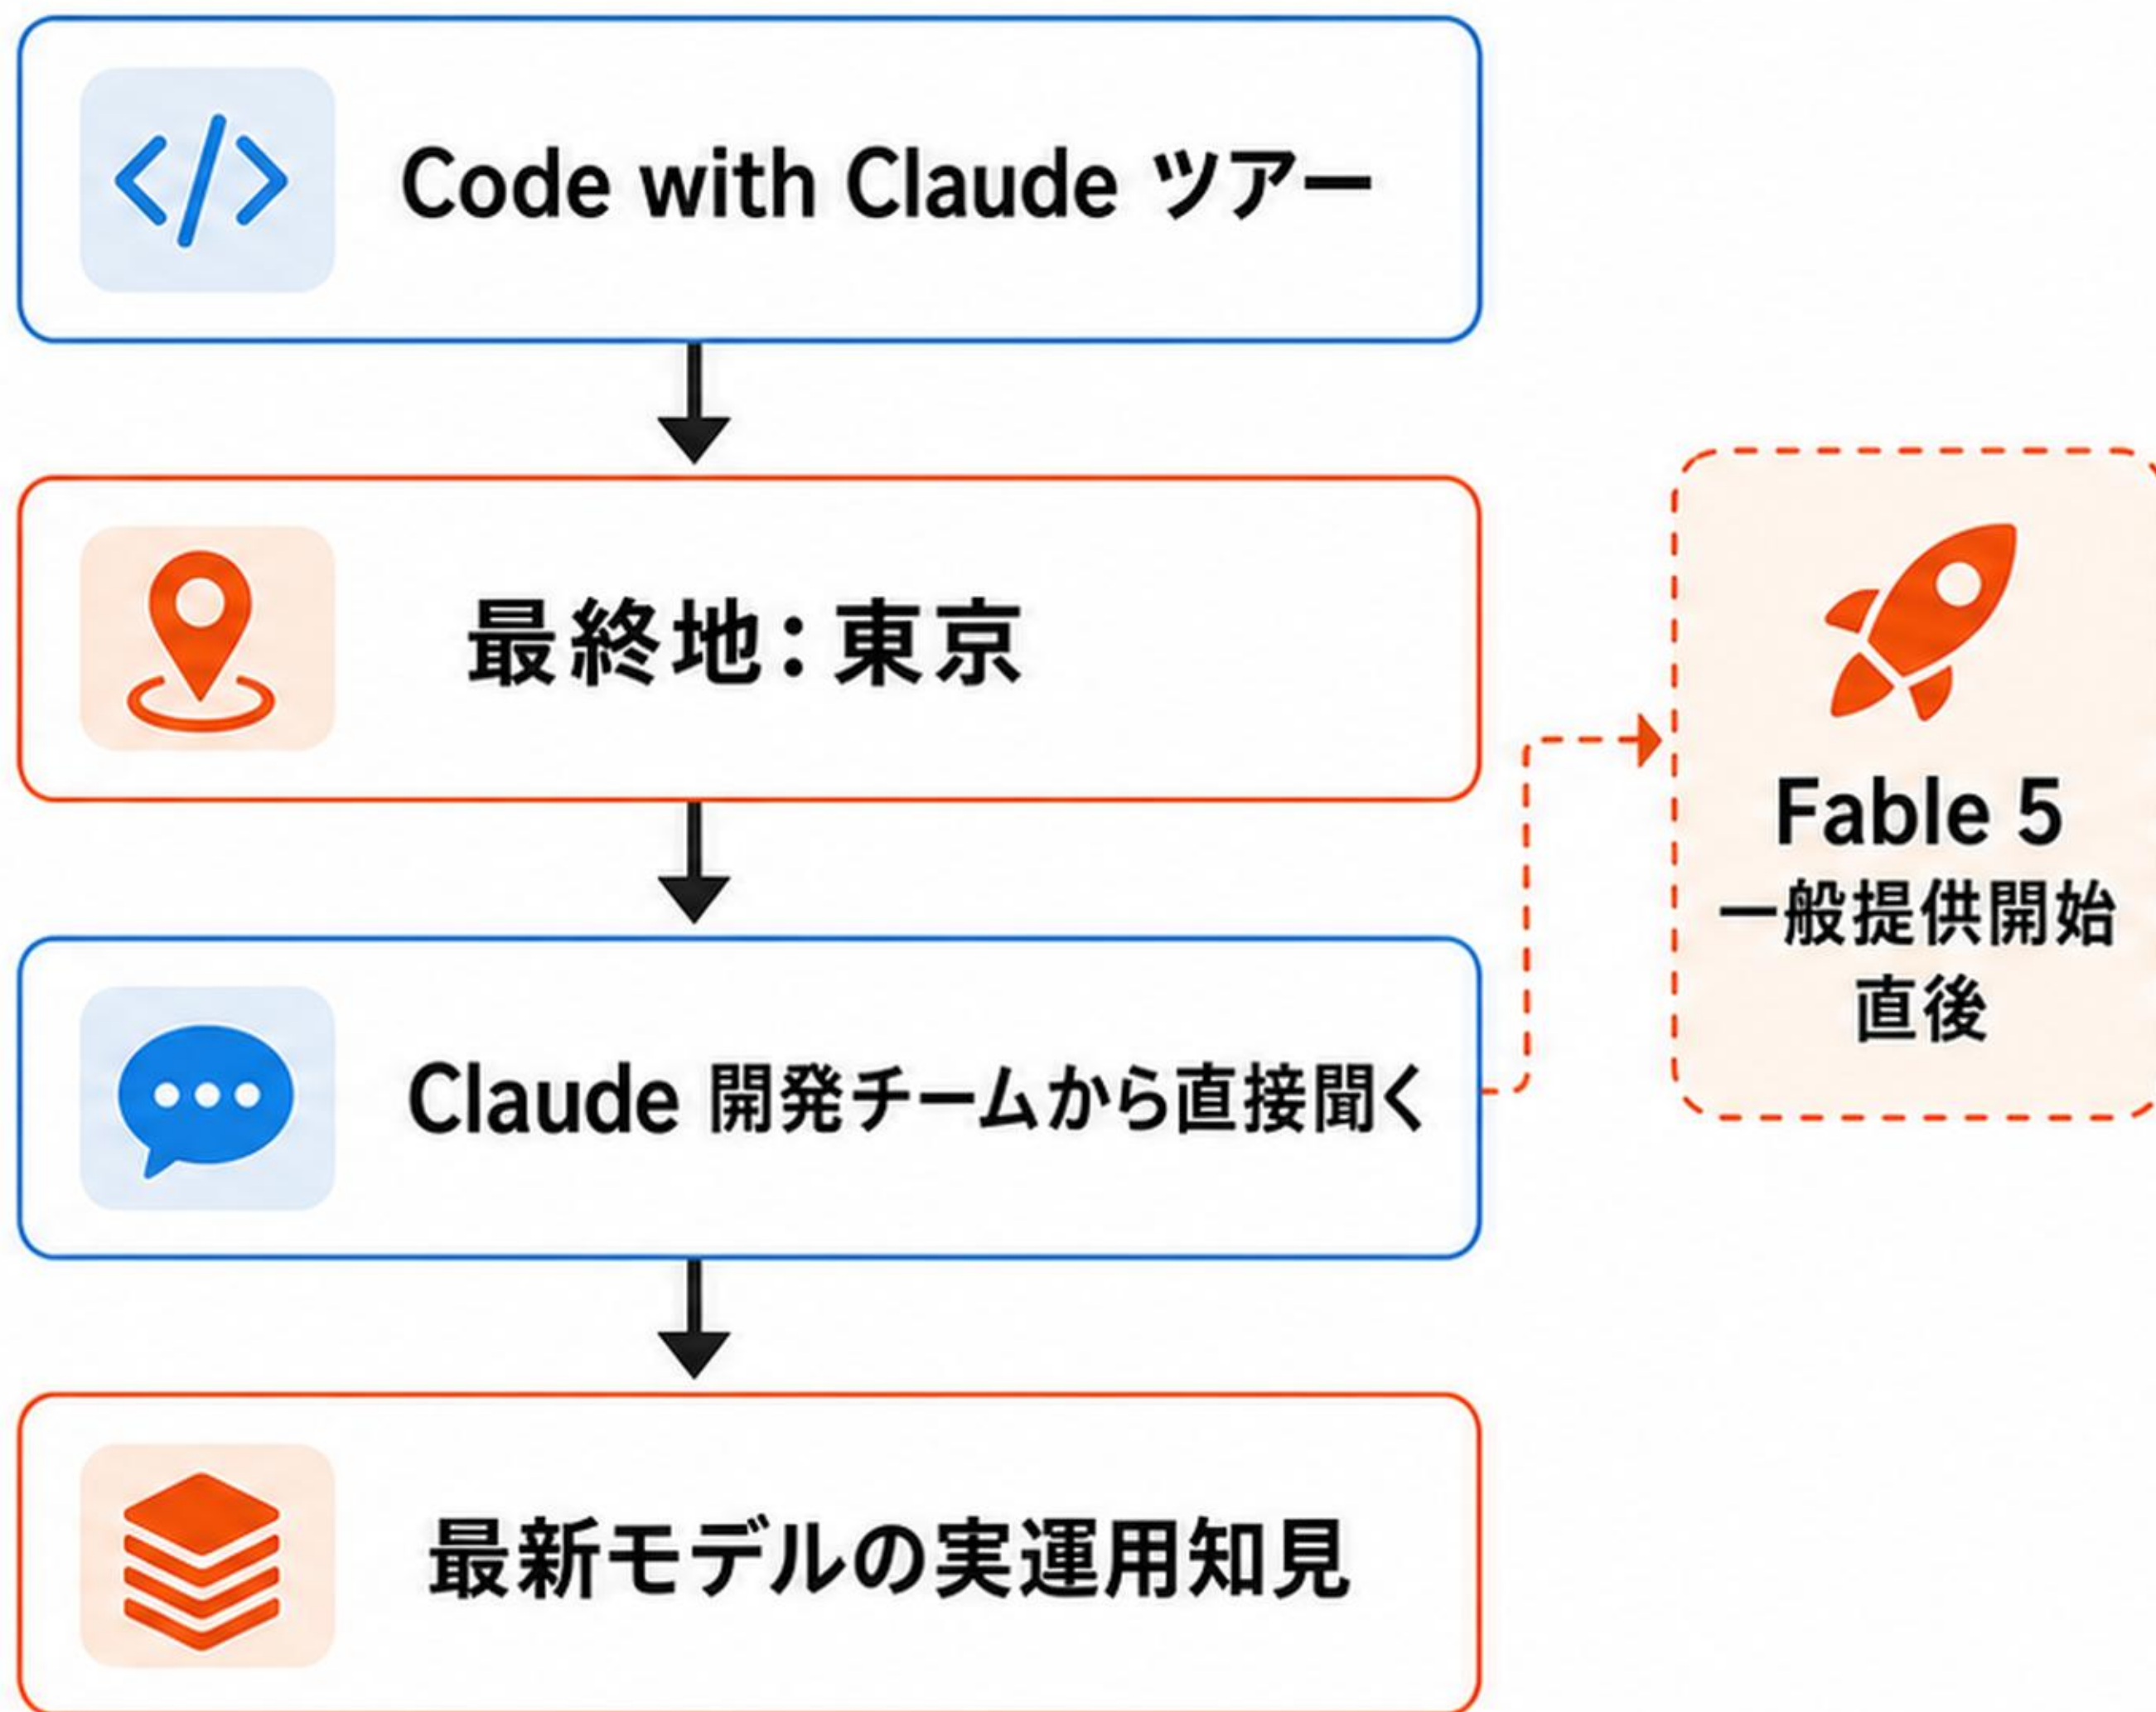 Code with Claude ツアー
最終地：東京
Claude 開発チームから直接聞く
Fable 5
一般提供開始
直後
最新モデルの実運用知見